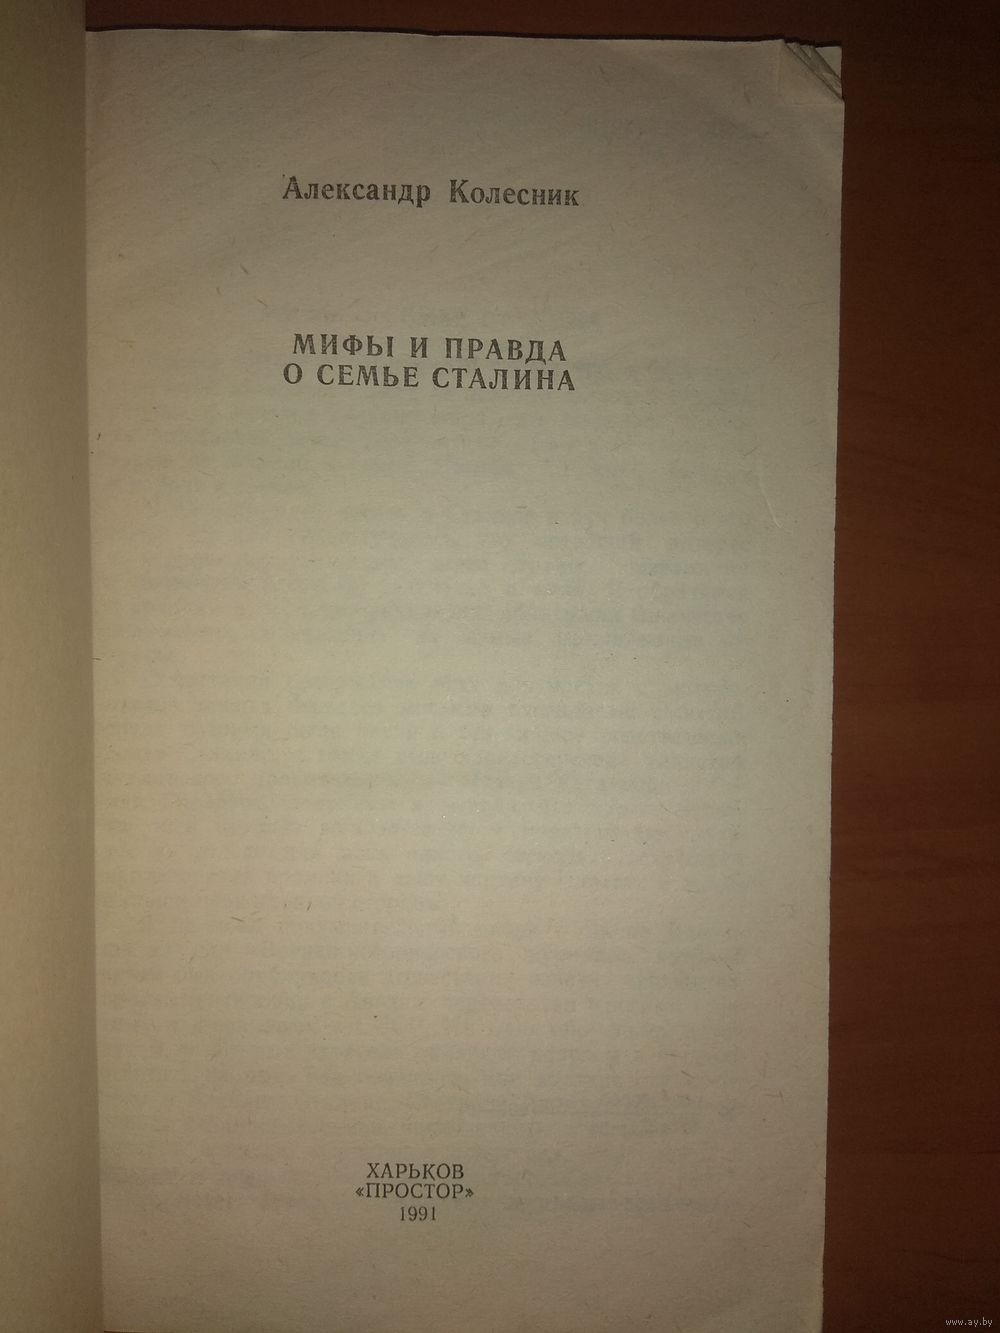 Александр Колесник
МИФЫ И ПРАВДА
О СЕМЬЕ СТАЛИНА
ХАРЬКОВ
«ПРОСТОР»
1991
www.ay.by